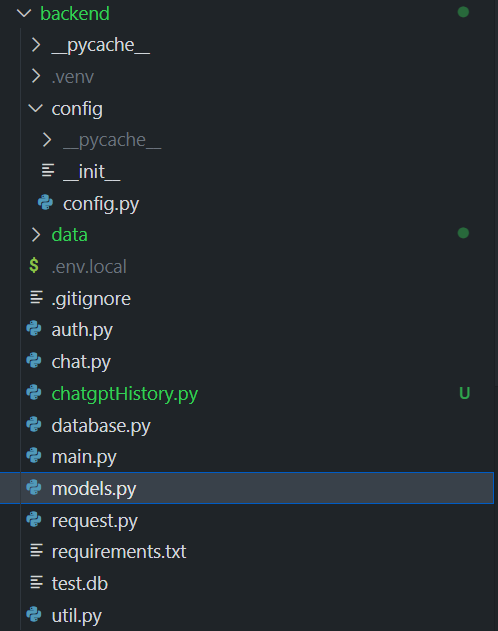 backend
__pycache__
.venv
config
__pycache__
__init__
config.py
data
$ .env.local
.gitignore
auth.py
chat.py
chatgptHistory.py U
database.py
main.py
models.py
request.py
requirements.txt
test.db
util.py